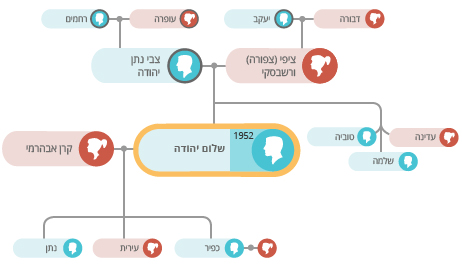 דבורה
יעקב
עופרה
רחמים
ציפי (צפורה)
ורשבסקי
צבי נתן
יהודה
עדינה
טוביה
שלמה
1952
שלום יהודה
קרן אברהמי
כפיר
עירית
נתן